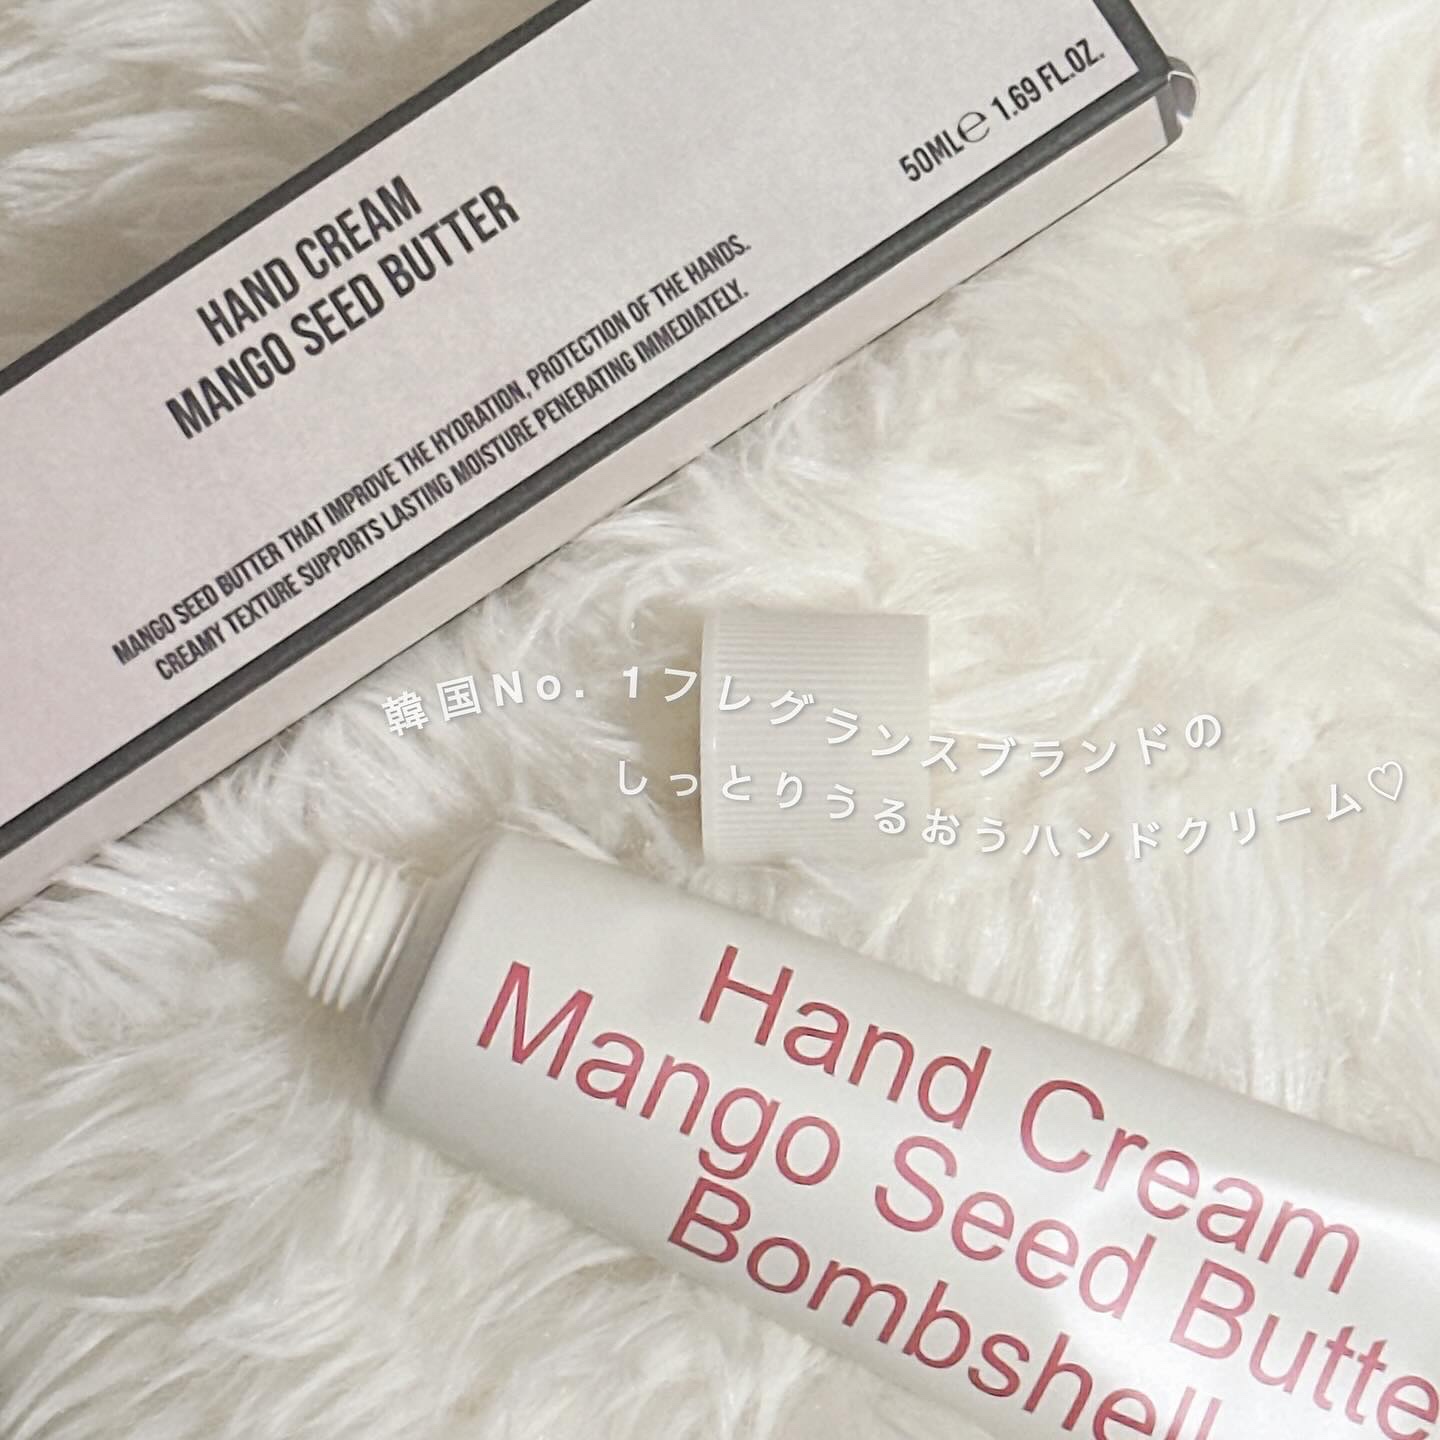 HAND CREAM
MANGO SEED BUTTER
50ML℮ 1.69 FL.OZ.
MANGO SEED BUTTER THAT IMPROVE THE HYDRATION, PROTECTION OF THE HANDS.
CREAMY TEXTURE SUPPORTS LASTING MOISTURE PENERATING IMMEDIATELY.
韓国No. 1フレグランスブランドの
しっとりうるおうハンドクリーム♡
Hand Cream
Mango Seed Butte
Bombshell